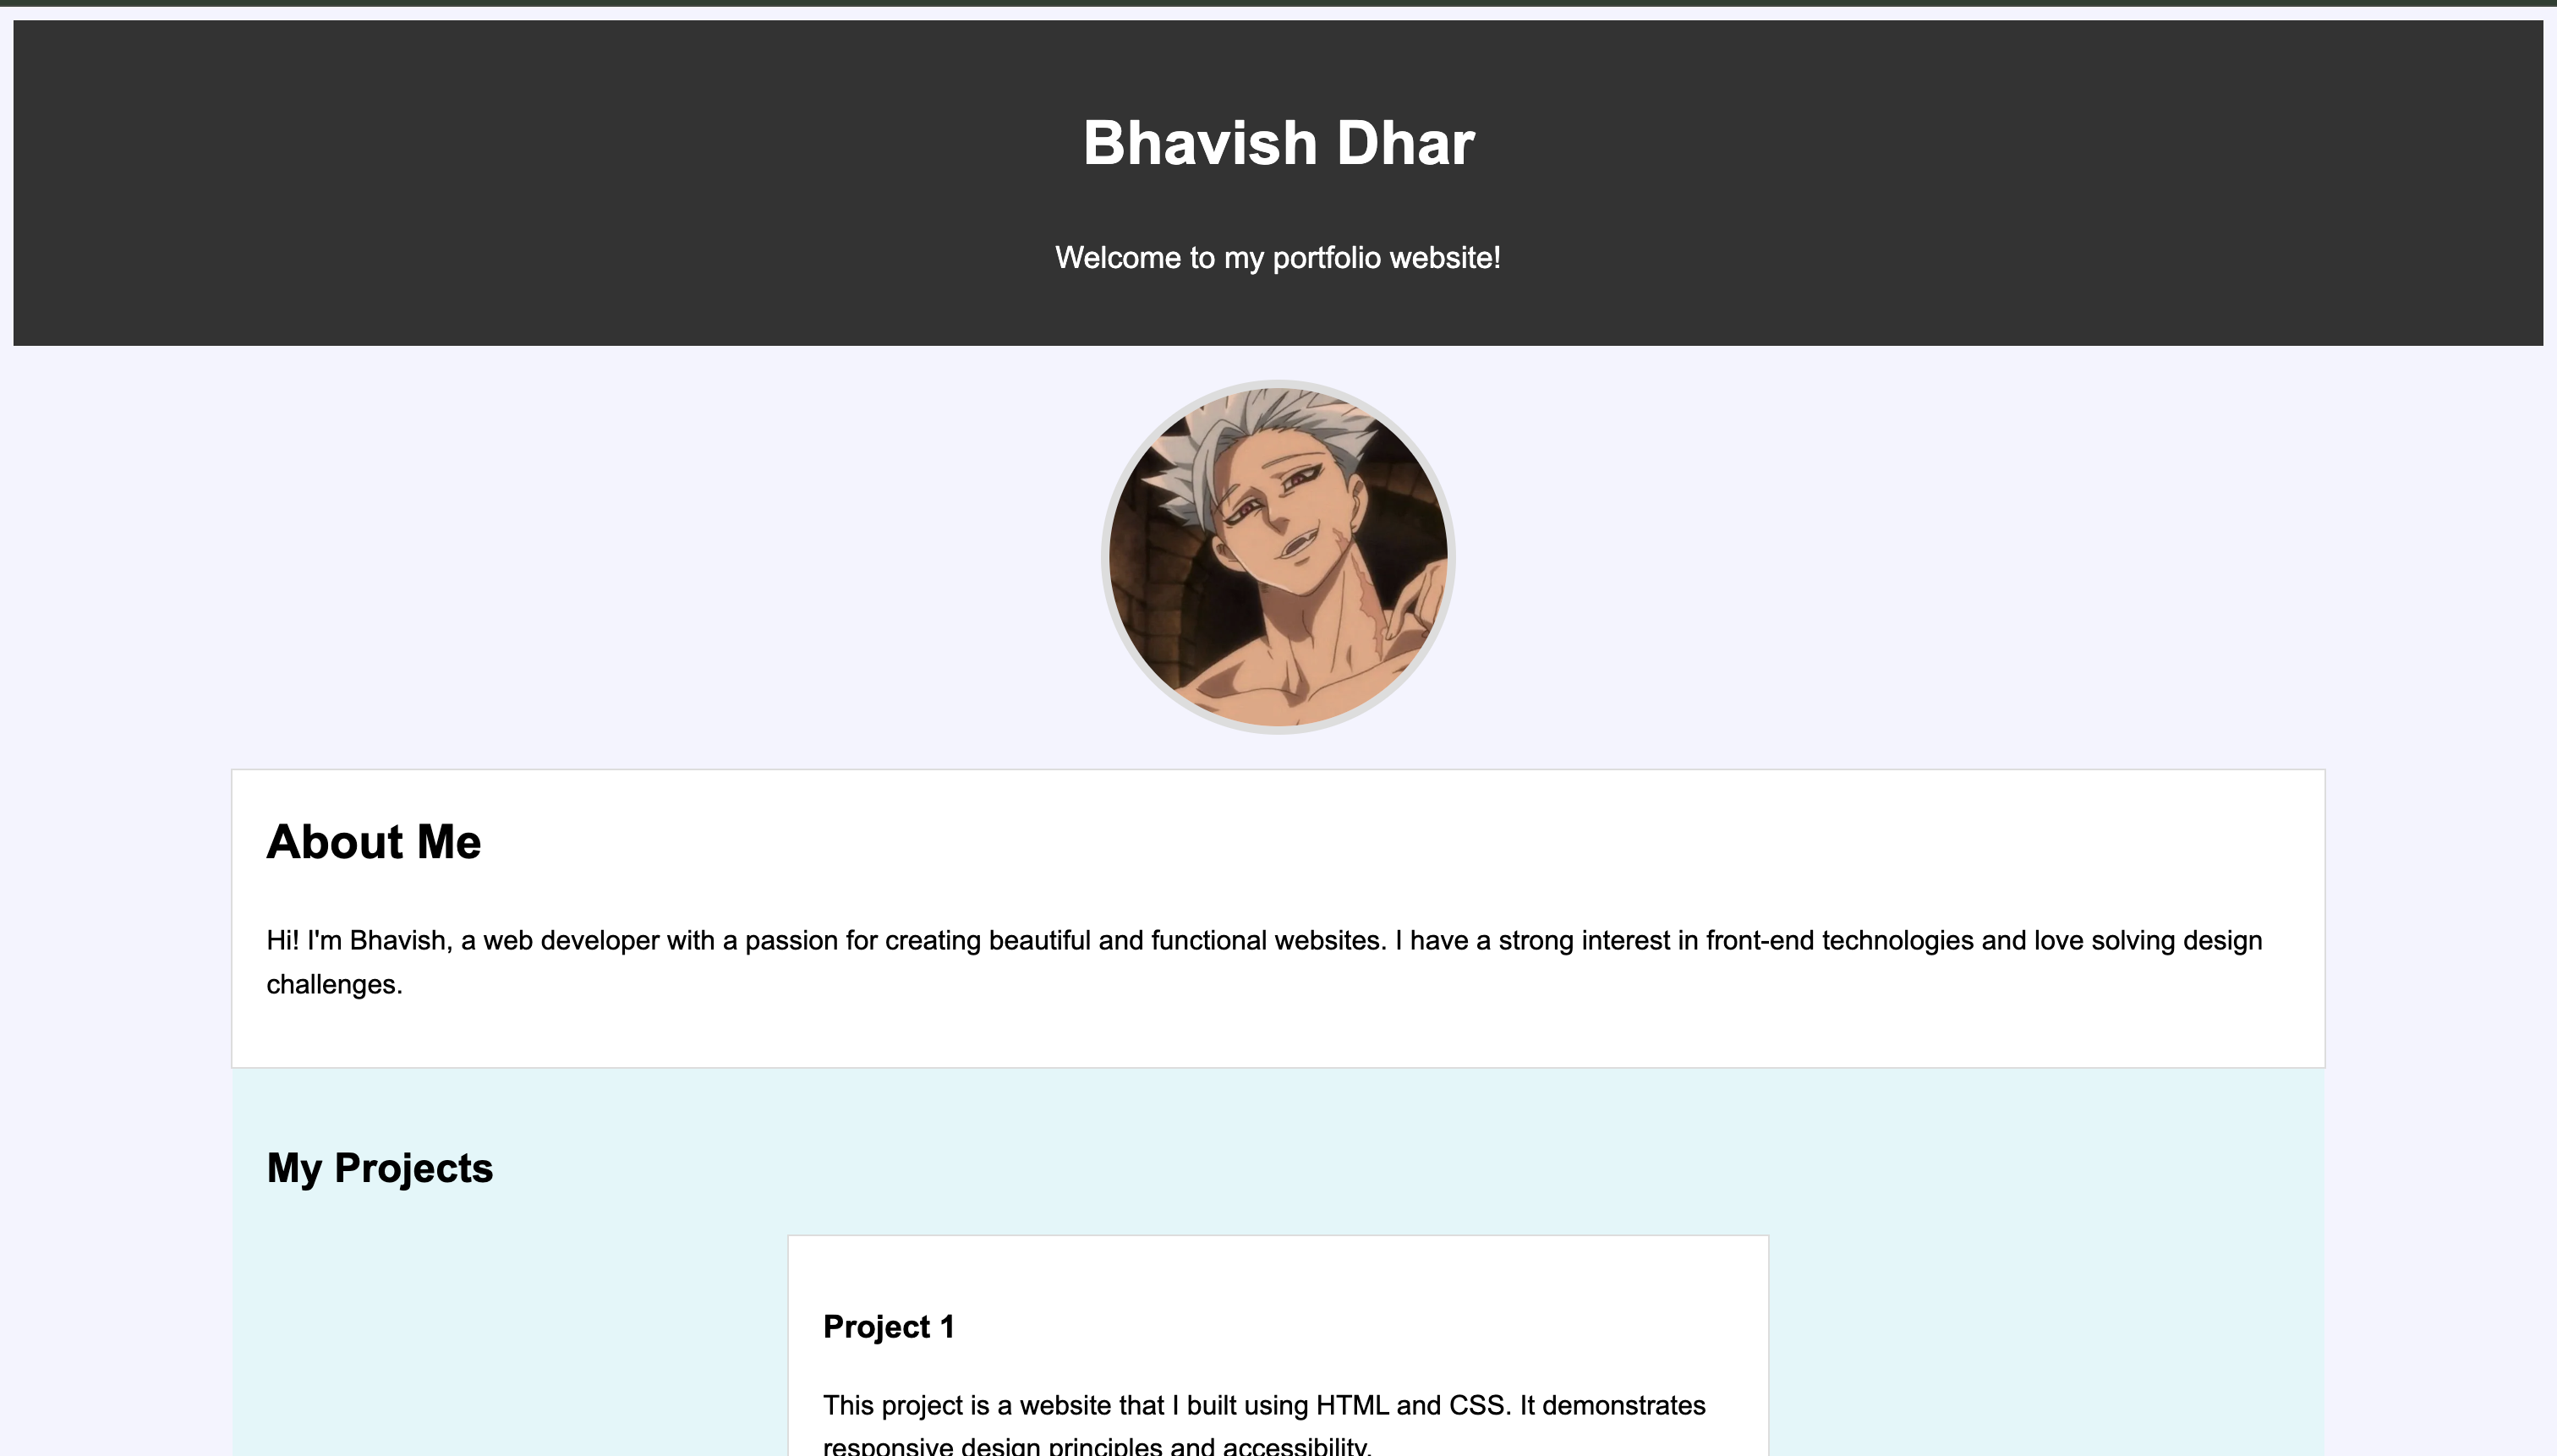 Bhavish Dhar
Welcome to my portfolio website!
About Me
Hi! I'm Bhavish, a web developer with a passion for creating beautiful and functional websites. I have a strong interest in front-end technologies and love solving design
challenges.
My Projects
Project 1
This project is a website that I built using HTML and CSS. It demonstrates
responsive design principles and accessibility.